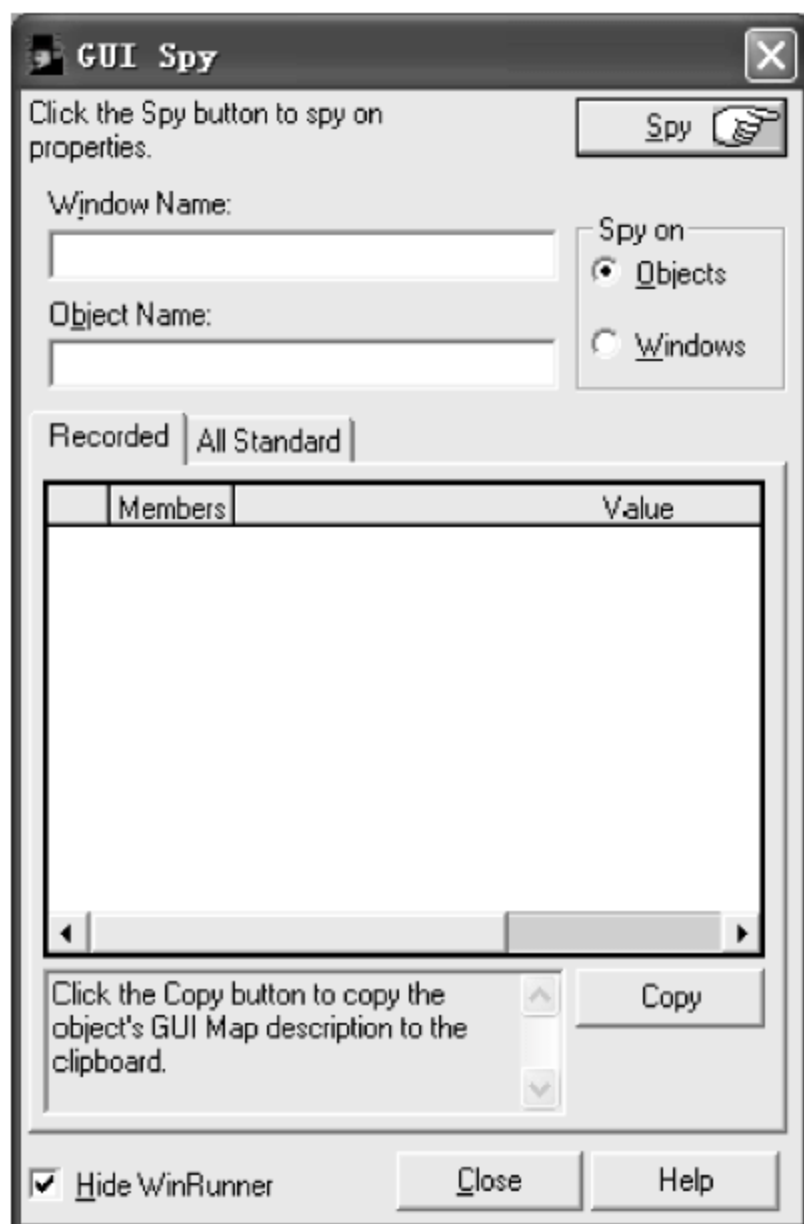 GUI Spy
Click the Spy button to spy on
properties.
Spy
Window Name:
Spy on
Objects
Object Name:
Windows
Recorded
All Standard
Members
Value
Click the Copy button to copy the
object's GUI Map description to the
clipboard.
Copy
Hide WinRunner
Close
Help